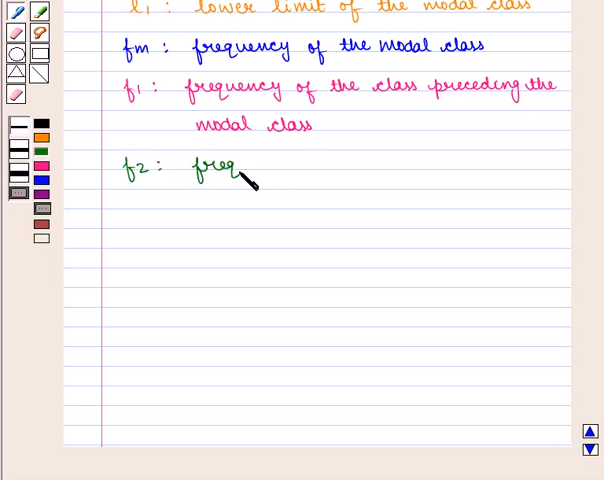 l1 : lower limit of the modal class
fm : frequency of the modal class
f1 : frequency of the class preceding the
modal class
f2 : freq